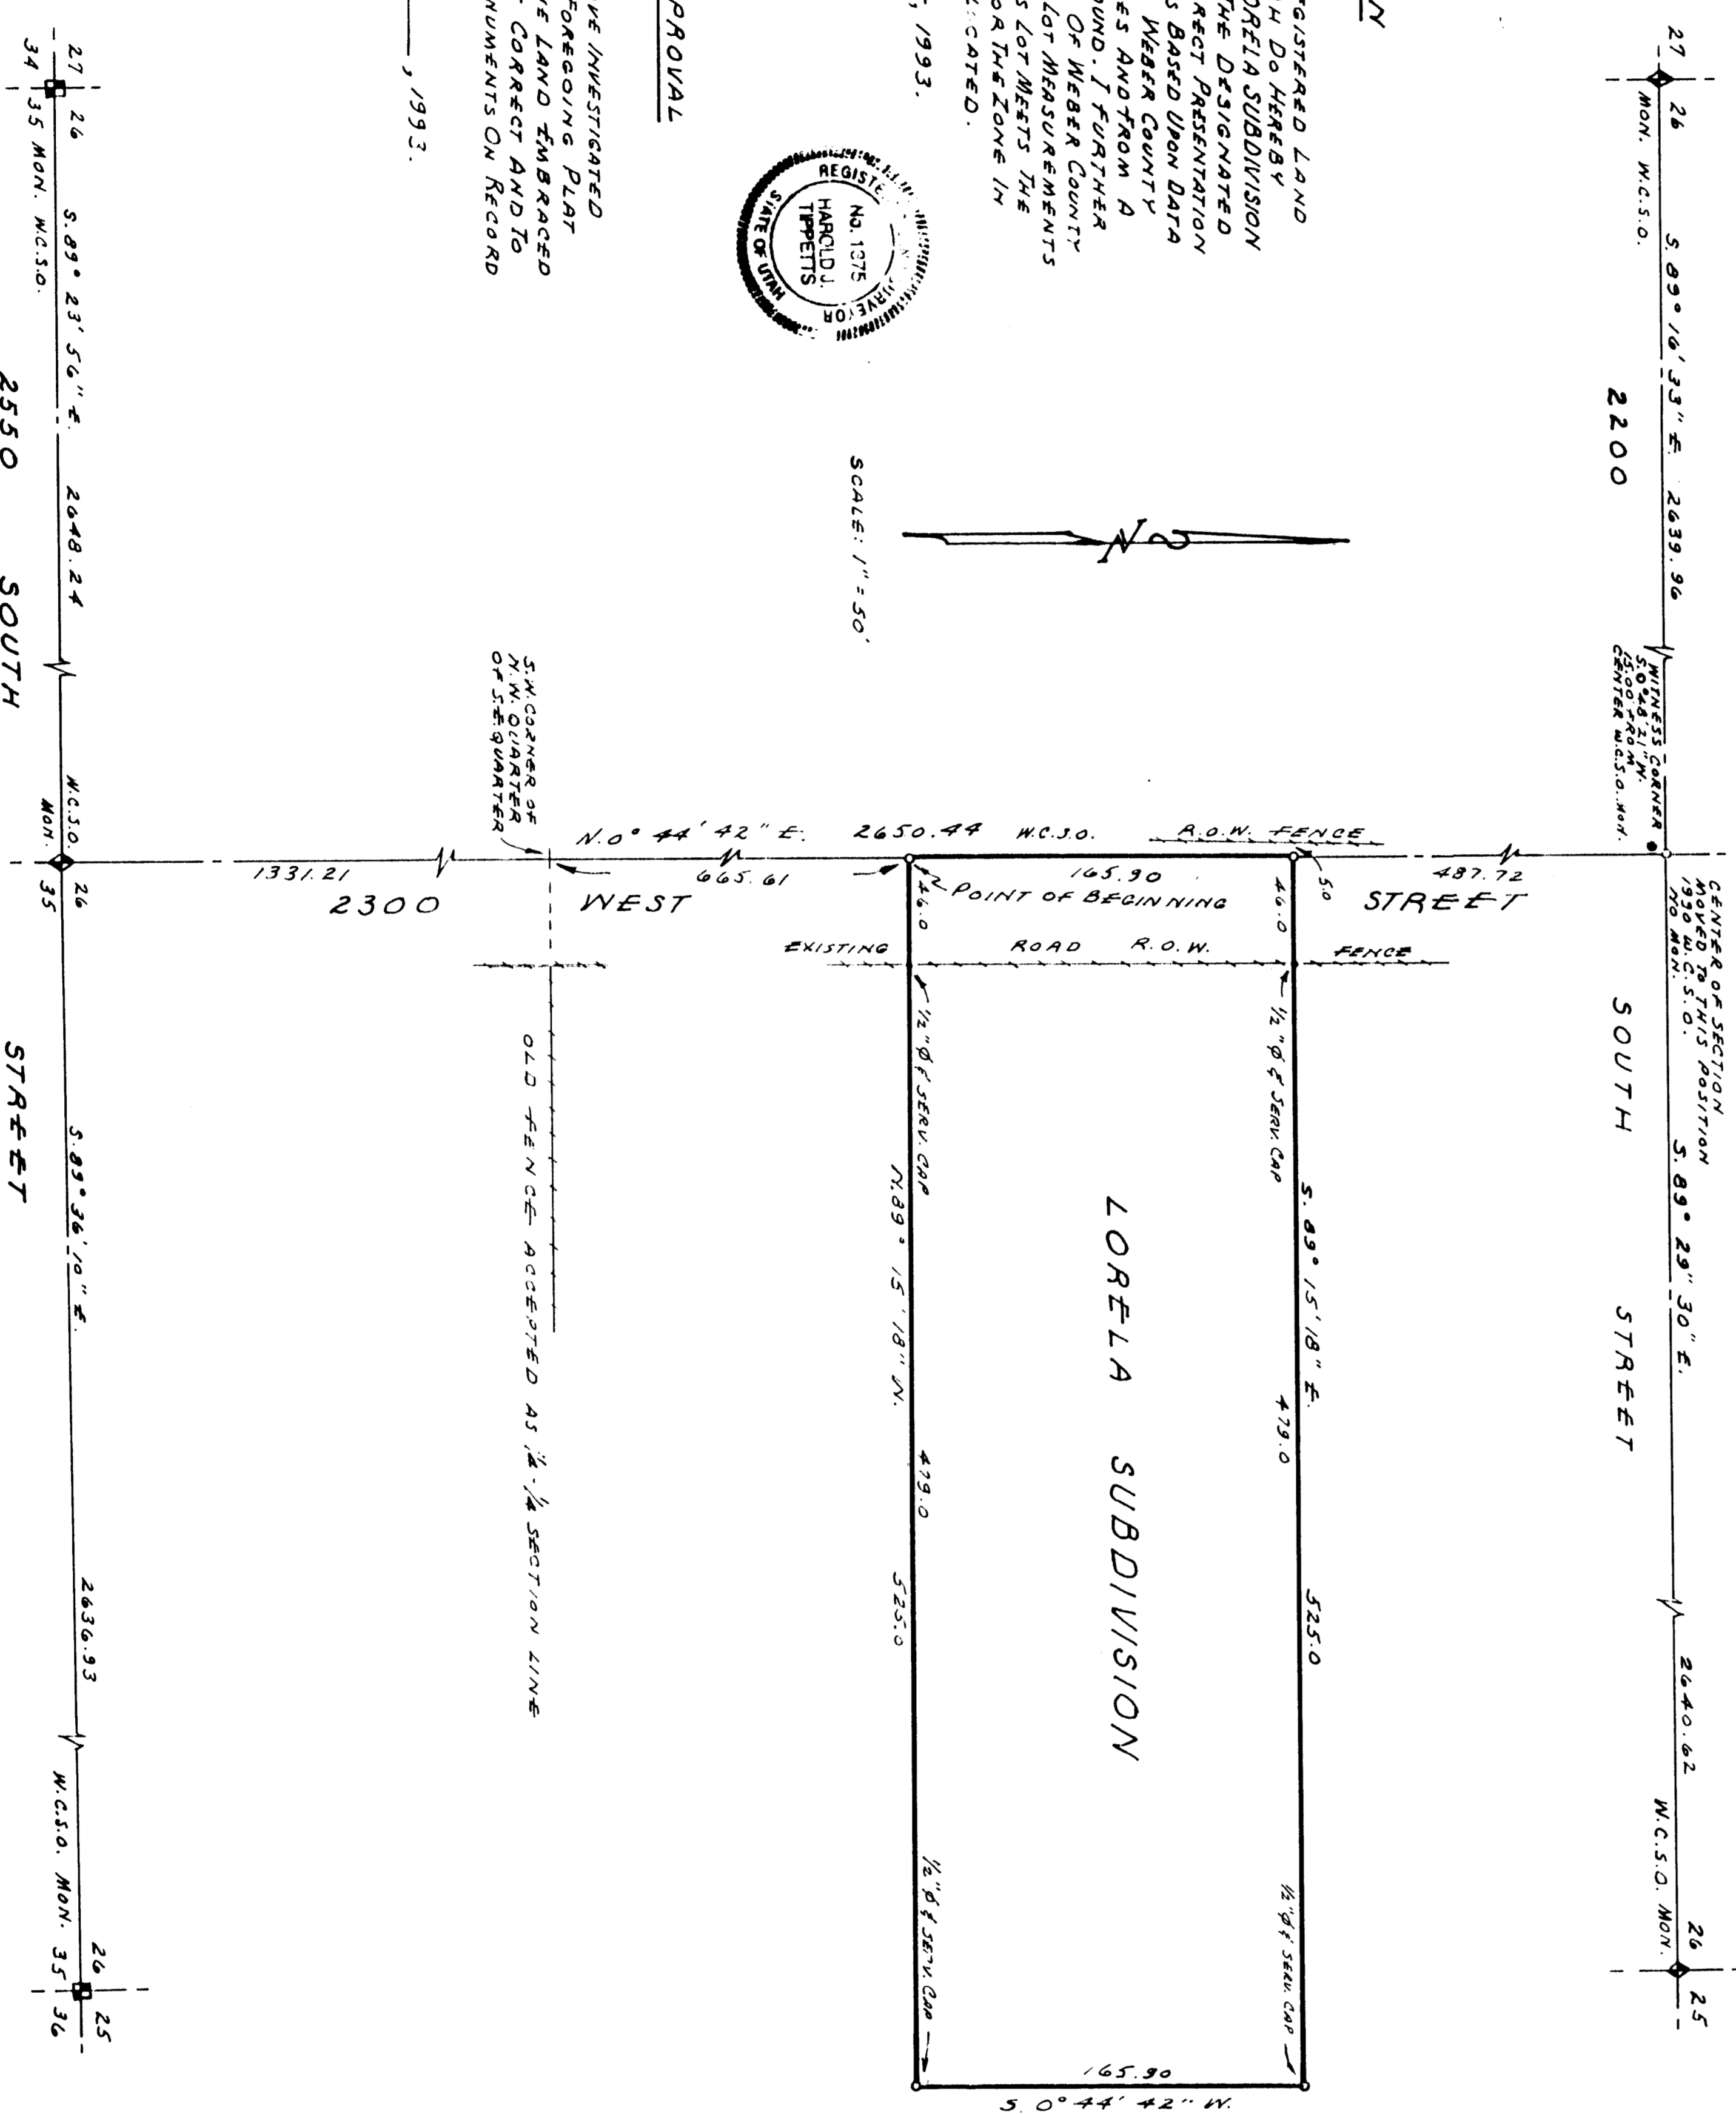 N
EGISTERED LAND
H DO HEREBY
ORELA SUBDIVISION
THE DESIGNATED
RECT PRESENTATION
S BASED UPON DATA
WEBER COUNTY
ES AND FROM A
OUND. I FURTHER
OF WEBER COUNTY
LOT MEASUREMENTS
S LOT MEETS THE
OR THE ZONE IN
CATED.
, 1993.
PROVAL
VE INVESTIGATED
FOREGOING PLAT
HE LAND EMBRACED
CORRECT AND TO
NUMENTS ON RECORD
, 1993.
REGISTE
SURVEYOR
NO. 1375
HAROLD J.
TIPPETTS
STATE OF UTAH
SCALE: 1" = 50'
N
27 26
MON. W.C.S.O.
S. 89° 16' 33" E. 2639.96
2200 SOUTH STREET
WITNESS CORNER
S. 0° 48' 21" W.
15.00' FROM
CENTER W.C.S.O. MON.
CENTER OF SECTION
MOVED TO THIS POSITION
1990 W.C.S.O.
NO MON.
S. 89° 29' 30" E. 2640.62
W.C.S.O. MON.
26 25
487.72
5.0
R.O.W. FENCE
N. 0° 44' 42" E. 2650.44 W.C.S.O.
165.90
POINT OF BEGINNING
46.0
46.0
665.61
1331.21
2300 WEST STREET
EXISTING ROAD R.O.W. FENCE
1/2" Ø & SERV. CAP
1/2" Ø & SERV. CAP
S. 89° 15' 18" E. 525.0
479.0
LORELA SUBDIVISION
479.0
N. 89° 15' 18" W. 525.0
1/2" Ø & SERV. CAP
1/2" Ø & SERV. CAP
165.90
S. 0° 44' 42" W.
S.W. CORNER OF
N.W. QUARTER
OF S.E. QUARTER
OLD FENCE ACCEPTED AS 1/4 - 1/4 SECTION LINE
27 26
34 35 MON. W.C.S.O.
S. 89° 23' 56" E. 2648.24
W.C.S.O.
MON.
26
35
S. 89° 36' 10" E. 2636.93
W.C.S.O. MON.
26 25
35 36
2550 SOUTH STREET